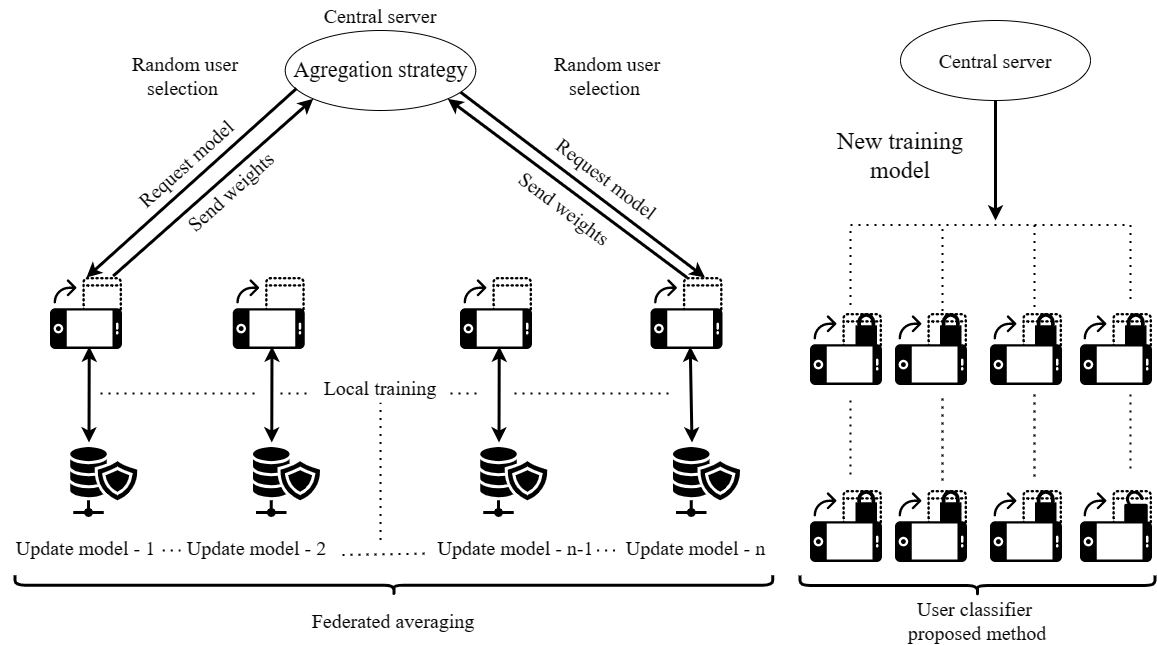 Central server
Agregation strategy
Random user
selection
Random user
selection
Request model
Send weights
Request model
Send weights
Local training
Update model - 1 ··· Update model - 2 ............ Update model - n-1 ··· Update model - n
Federated averaging
Central server
New training
model
User classifier
proposed method